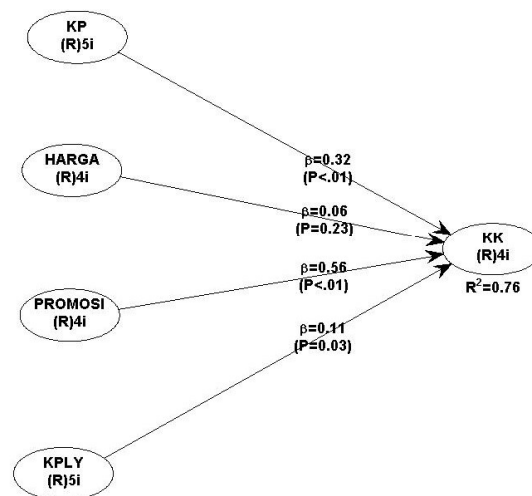 KP
(R)5i
HARGA
(R)4i
β=0.32
(P<.01)
β=0.06
(P=0.23)
KK
(R)4i
R²=0.76
β=0.56
(P<.01)
PROMOSI
(R)4i
β=0.11
(P=0.03)
KPLY
(R)5i